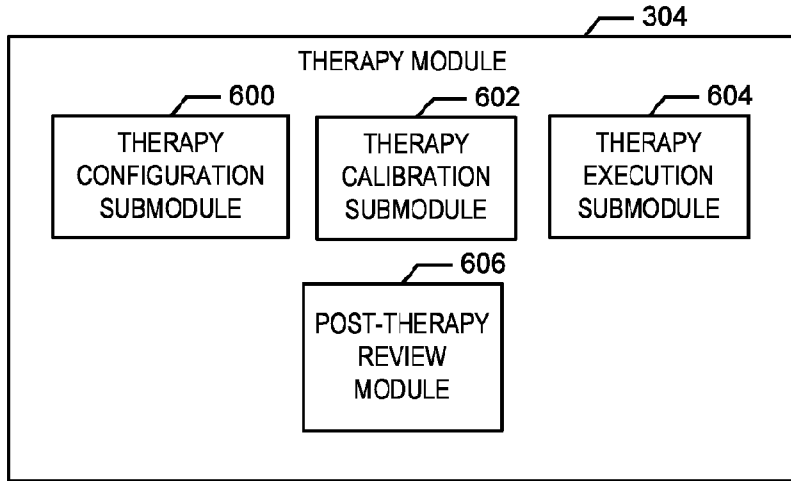 304
THERAPY MODULE
600
THERAPY
CONFIGURATION
SUBMODULE
602
THERAPY
CALIBRATION
SUBMODULE
604
THERAPY
EXECUTION
SUBMODULE
606
POST-THERAPY
REVIEW
MODULE